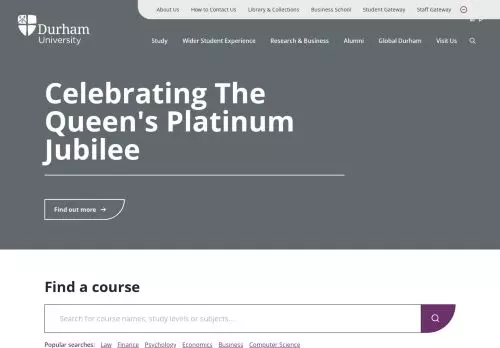 About Us How to Contact Us Library & Collections Business School Student Gateway Staff Gateway
Durham
University
Study Wider Student Experience Research & Business Alumni Global Durham Visit Us
Celebrating The
Queen's Platinum
Jubilee
Find out more
Find a course
Search for course names, study levels or subjects...
Popular searches: Law Finance Psychology Economics Business Computer Science